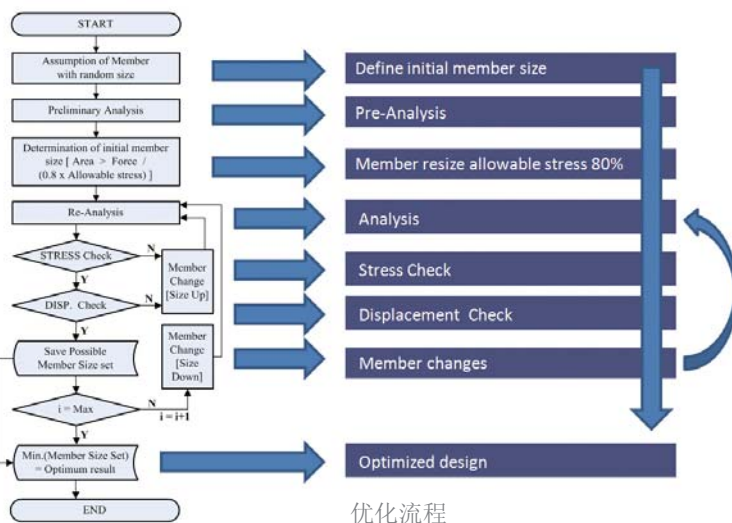 START
Assumption of Member
with random size
Preliminary Analysis
Determination of initial member
size [ Area > Force /
(0.8 x Allowable stress) ]
Re-Analysis
STRESS Check
N
Y
Member
Change
[Size Up]
DISP. Check
N
Y
Save Possible
Member Size set
Member
Change
[Size
Down]
i = Max
N
i = i+1
Y
Min.(Member Size Set)
= Optimum result
END
Define initial member size
Pre-Analysis
Member resize allowable stress 80%
Analysis
Stress Check
Displacement Check
Member changes
Optimized design
优化流程